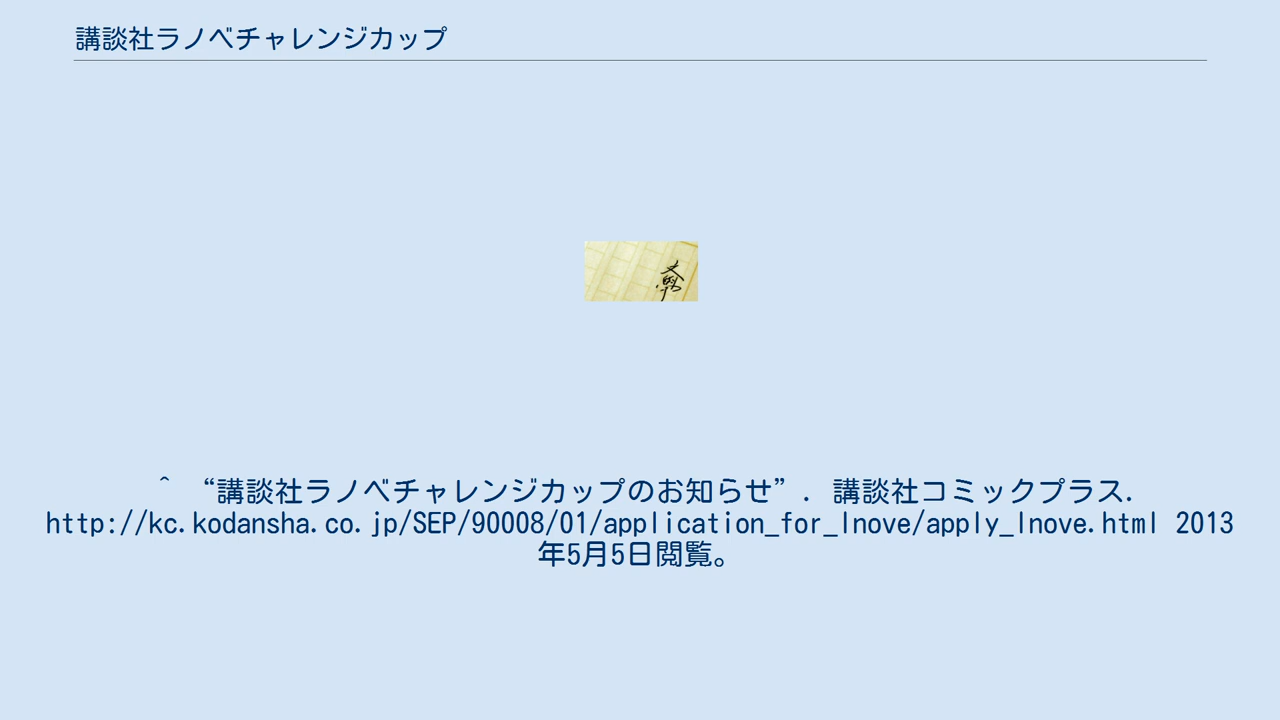 講談社ラノベチャレンジカップ
^ “講談社ラノベチャレンジカップのお知らせ”. 講談社コミックプラス.
http://kc.kodansha.co.jp/SEP/90008/01/application_for_lnove/apply_lnove.html 2013
年5月5日閲覧。